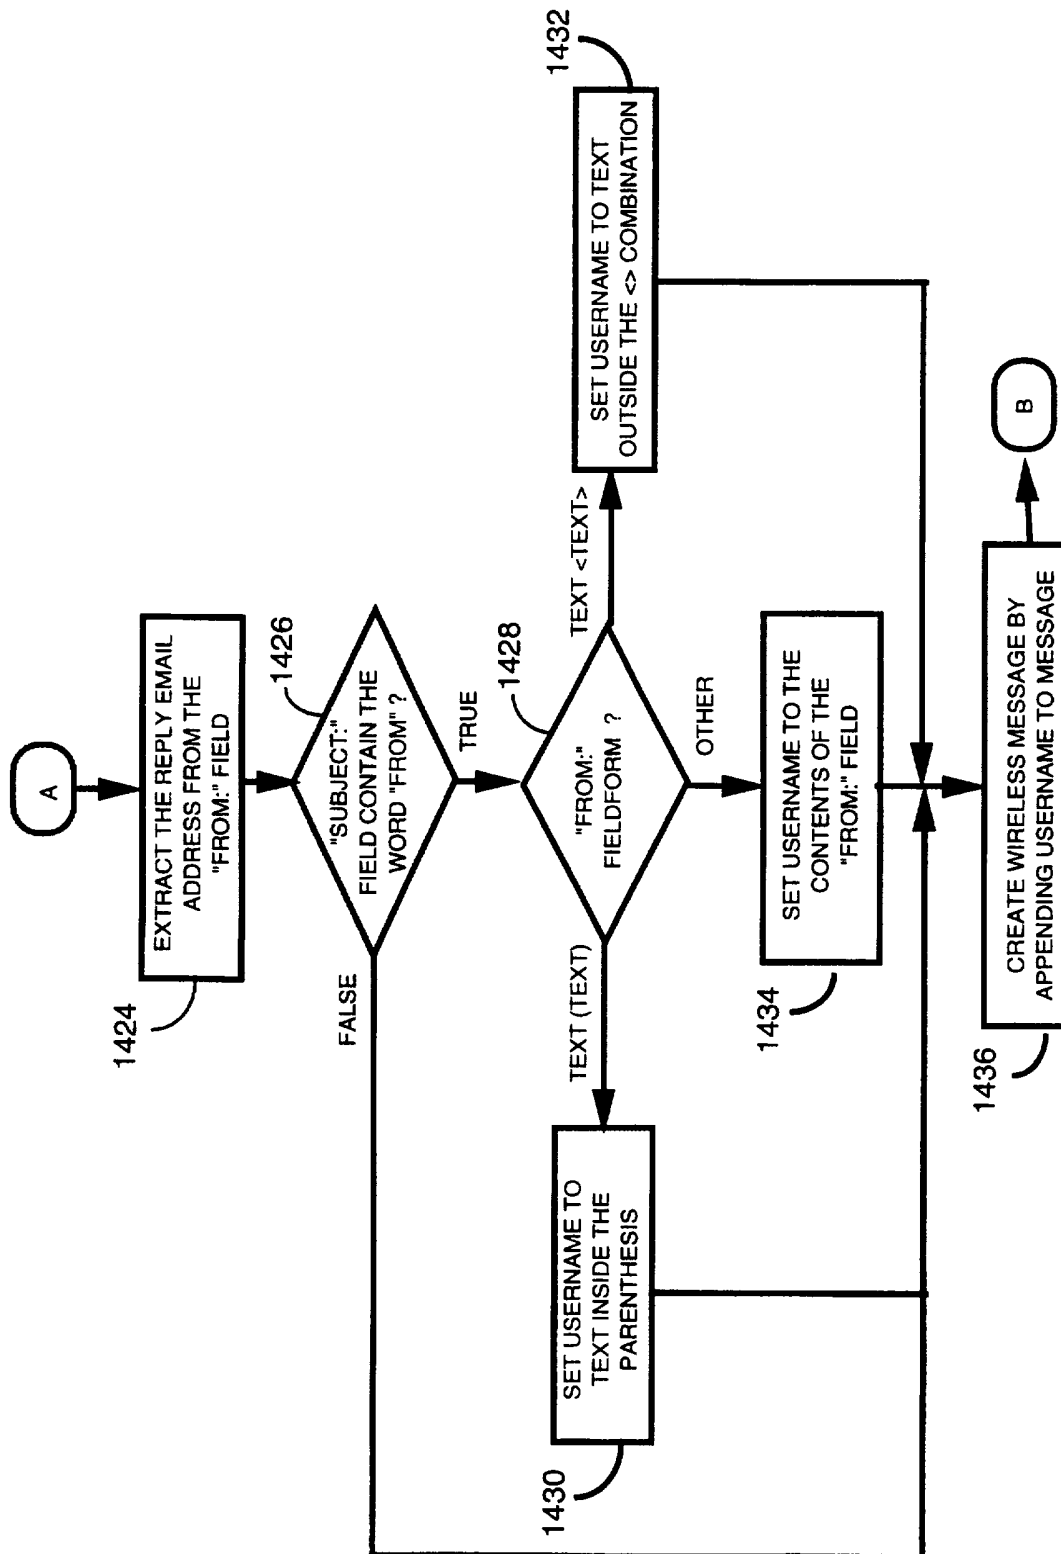 A
EXTRACT THE REPLY EMAIL
ADDRESS FROM THE
"FROM:" FIELD
1424
"SUBJECT:"
FIELD CONTAIN THE
WORD "FROM" ?
1426
FALSE
TRUE
"FROM:"
FIELDFORM ?
1428
TEXT (TEXT)
TEXT <TEXT>
OTHER
SET USERNAME TO
TEXT INSIDE THE
PARENTHESIS
1430
SET USERNAME TO TEXT
OUTSIDE THE <> COMBINATION
1432
SET USERNAME TO THE
CONTENTS OF THE
"FROM:" FIELD
1434
CREATE WIRELESS MESSAGE BY
APPENDING USERNAME TO MESSAGE
1436
B